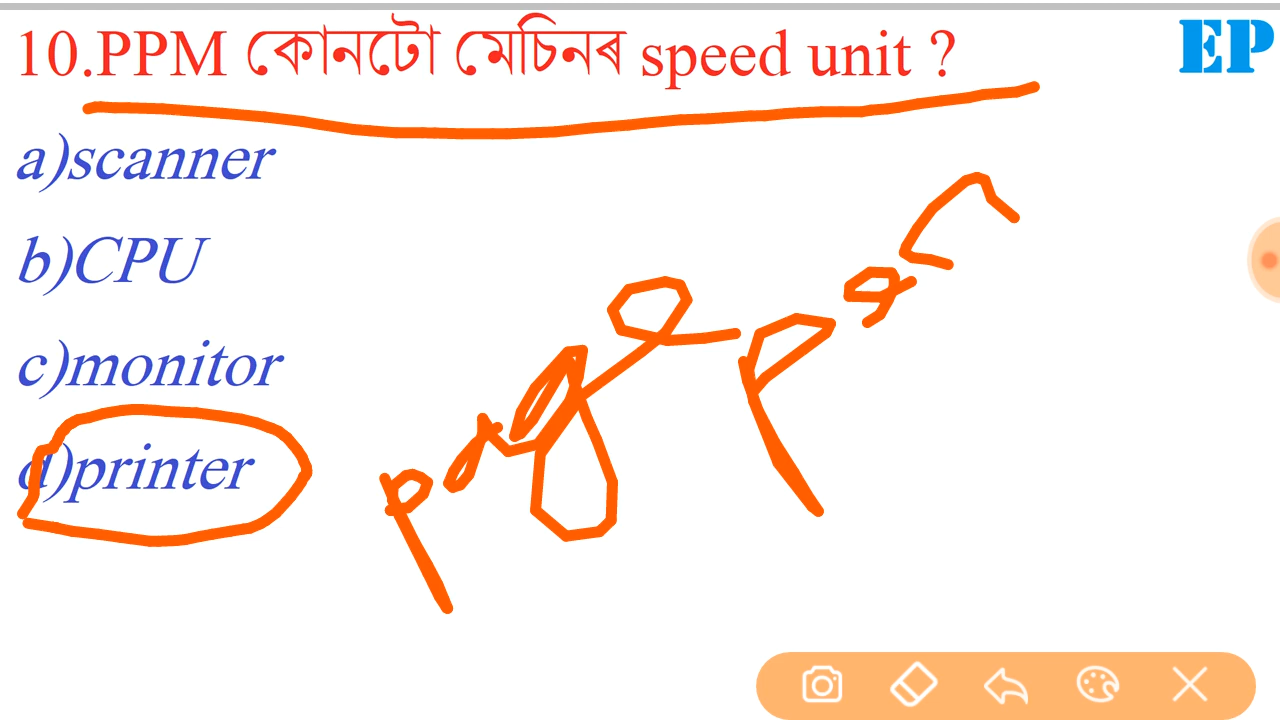 10.PPM কোনটো মেচিনৰ speed unit ?
EP
a)scanner
b)CPU
c)monitor
d)printer
page per